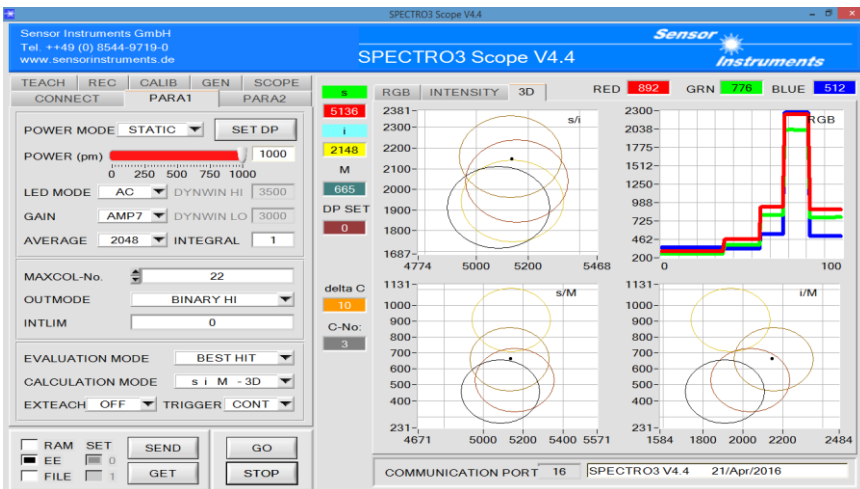 SPECTRO3 Scope V4.4
Sensor Instruments GmbH
Tel. ++49 (0) 8544-9719-0
www.sensorinstruments.de
SPECTRO3 Scope V4.4
Sensor
Instruments
TEACH REC CALIB GEN SCOPE
CONNECT PARA1 PARA2
POWER MODE STATIC SET DP
POWER (pm) 1000
0 250 500 750 1000
LED MODE AC DYNWIN HI 3500
GAIN AMP7 DYNWIN LO 3000
AVERAGE 2048 INTEGRAL 1
MAXCOL-No. 22
OUTMODE BINARY HI
INTLIM 0
EVALUATION MODE BEST HIT
CALCULATION MODE s i M - 3D
EXTEACH OFF TRIGGER CONT
RAM SET SEND GO
EE 0
FILE 1 GET STOP
s
5136
i
2148
M
665
DP SET
0
delta C
10
C-No:
3
RGB INTENSITY 3D RED 892 GRN 776 BLUE 512
s/i
2381
2300
2200
2100
2000
1900
1800
1687
4774 5000 5200 5468
RGB
2300
2038
1775
1512
1250
988
725
462
200
0 100
s/M
1131
1000
900
800
700
600
500
400
231
4671 5000 5200 5400 5571
i/M
1131
1000
900
800
700
600
500
400
231
1584 1800 2000 2200 2484
COMMUNICATION PORT 16 SPECTRO3 V4.4 21/Apr/2016